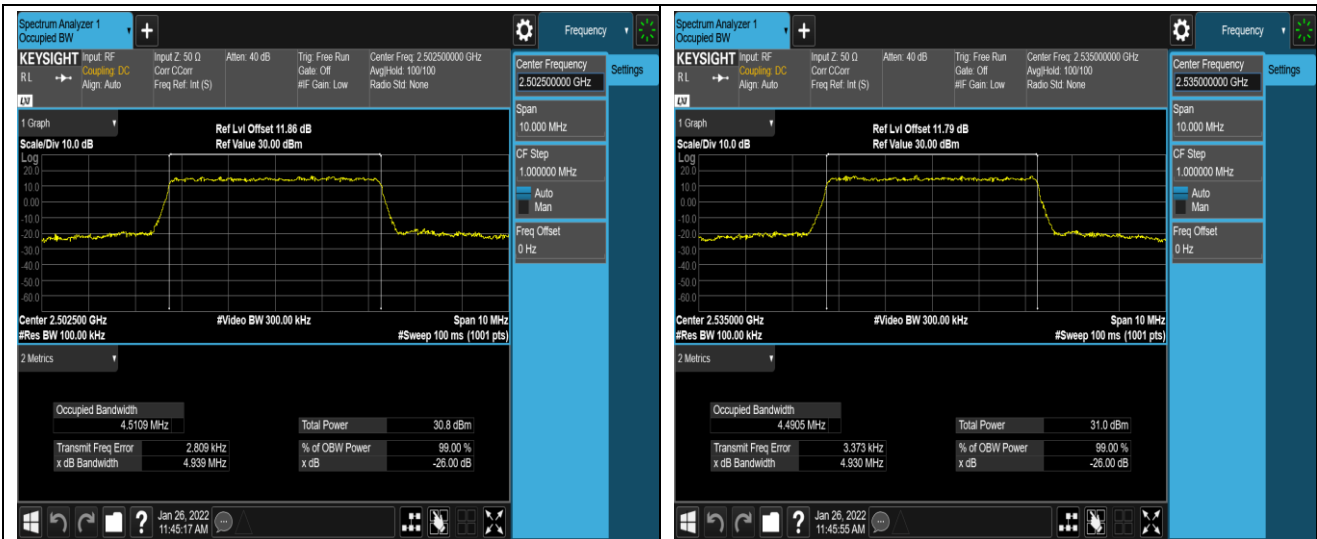 Spectrum Analyzer 1
Occupied BW
+
Frequency
KEYSIGHT
RL
LXI
Input: RF
Coupling: DC
Align: Auto
Input Z: 50 Ω
Corr CCorr
Freq Ref: Int (S)
Atten: 40 dB
Trig: Free Run
Gate: Off
#IF Gain: Low
Center Freq: 2.502500000 GHz
Avg|Hold: 100/100
Radio Std: None
Center Frequency
2.502500000 GHz
Settings
Span
10.000 MHz
CF Step
1.000000 MHz
Auto
Man
Freq Offset
0 Hz
1 Graph
Scale/Div 10.0 dB
Ref Lvl Offset 11.86 dB
Ref Value 30.00 dBm
Log
20.0
10.0
0.00
-10.0
-20.0
-30.0
-40.0
-50.0
-60.0
Center 2.502500 GHz
#Res BW 100.00 kHz
#Video BW 300.00 kHz
Span 10 MHz
#Sweep 100 ms (1001 pts)
2 Metrics
Occupied Bandwidth
4.5109 MHz
Total Power 30.8 dBm
Transmit Freq Error 2.809 kHz
% of OBW Power 99.00 %
x dB Bandwidth 4.939 MHz
x dB -26.00 dB
?
Jan 26, 2022
11:45:17 AM
Spectrum Analyzer 1
Occupied BW
+
Frequency
KEYSIGHT
RL
LXI
Input: RF
Coupling: DC
Align: Auto
Input Z: 50 Ω
Corr CCorr
Freq Ref: Int (S)
Atten: 40 dB
Trig: Free Run
Gate: Off
#IF Gain: Low
Center Freq: 2.535000000 GHz
Avg|Hold: 100/100
Radio Std: None
Center Frequency
2.535000000 GHz
Settings
Span
10.000 MHz
CF Step
1.000000 MHz
Auto
Man
Freq Offset
0 Hz
1 Graph
Scale/Div 10.0 dB
Ref Lvl Offset 11.79 dB
Ref Value 30.00 dBm
Log
20.0
10.0
0.00
-10.0
-20.0
-30.0
-40.0
-50.0
-60.0
Center 2.535000 GHz
#Res BW 100.00 kHz
#Video BW 300.00 kHz
Span 10 MHz
#Sweep 100 ms (1001 pts)
2 Metrics
Occupied Bandwidth
4.4905 MHz
Total Power 31.0 dBm
Transmit Freq Error 3.373 kHz
% of OBW Power 99.00 %
x dB Bandwidth 4.930 MHz
x dB -26.00 dB
?
Jan 26, 2022
11:45:55 AM